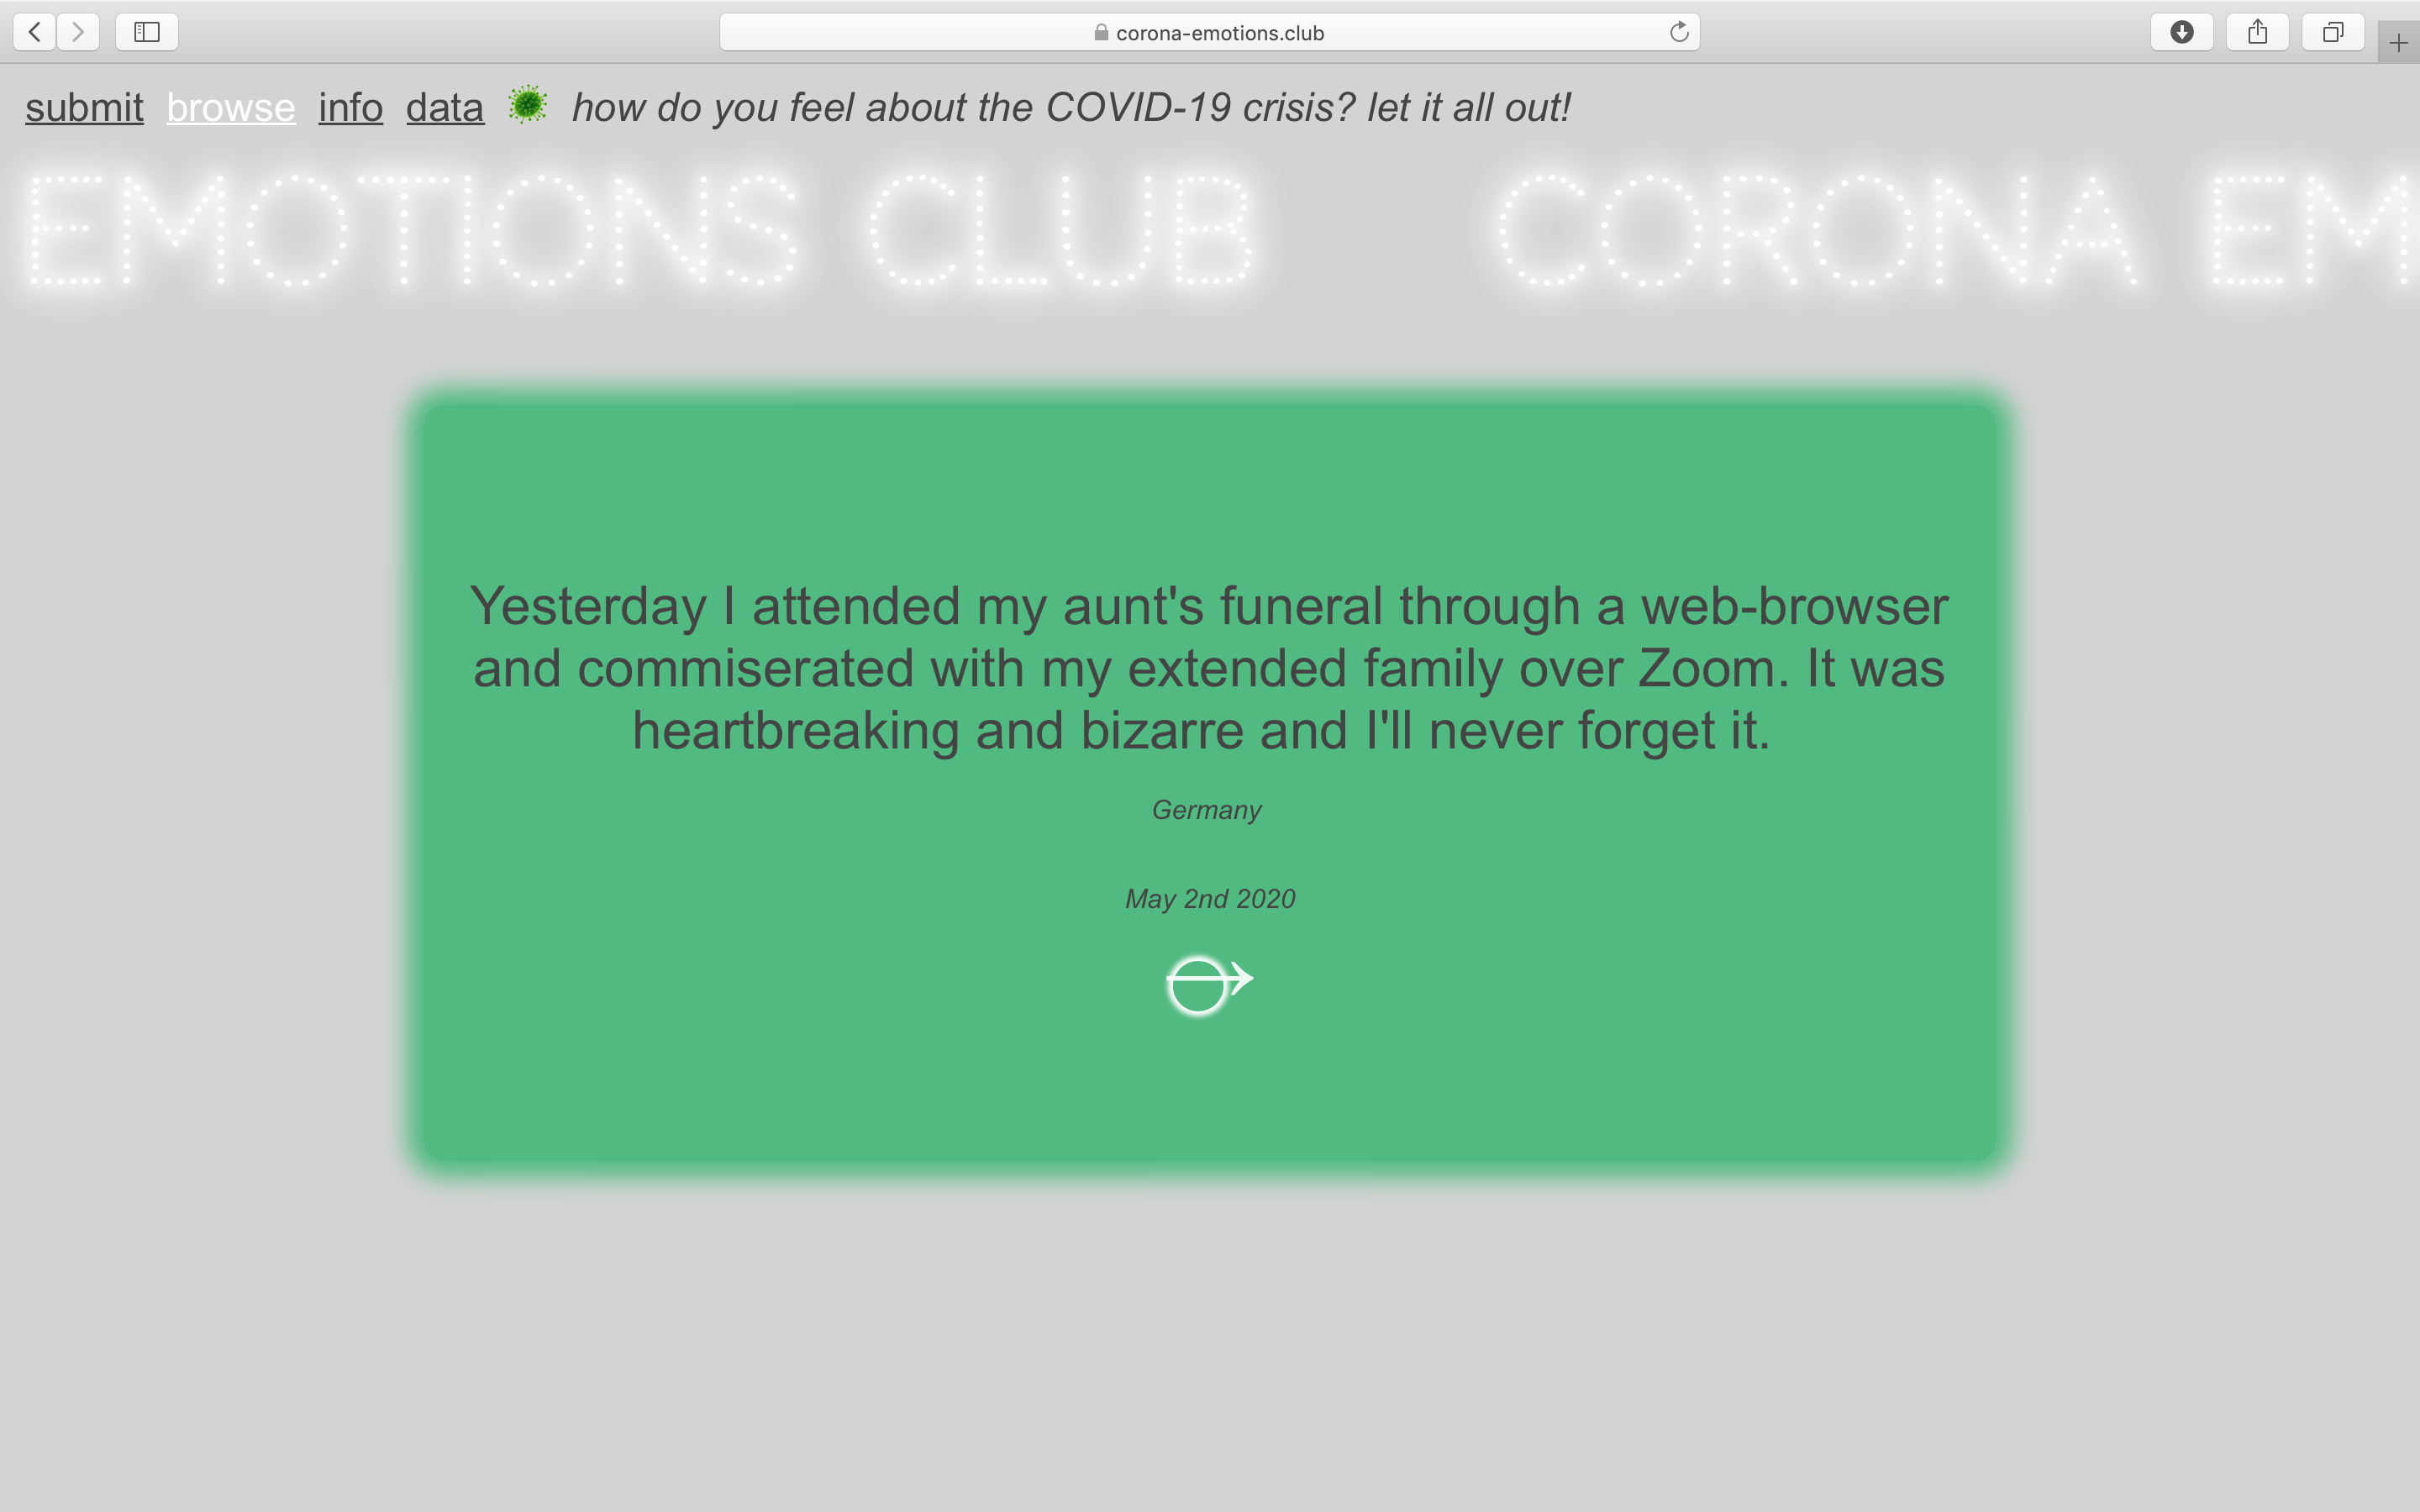 corona-emotions.club
submit browse info data how do you feel about the COVID-19 crisis? let it all out!
EMOTIONS CLUB CORONA EM
Yesterday I attended my aunt's funeral through a web-browser
and commiserated with my extended family over Zoom. It was
heartbreaking and bizarre and I'll never forget it.
Germany
May 2nd 2020